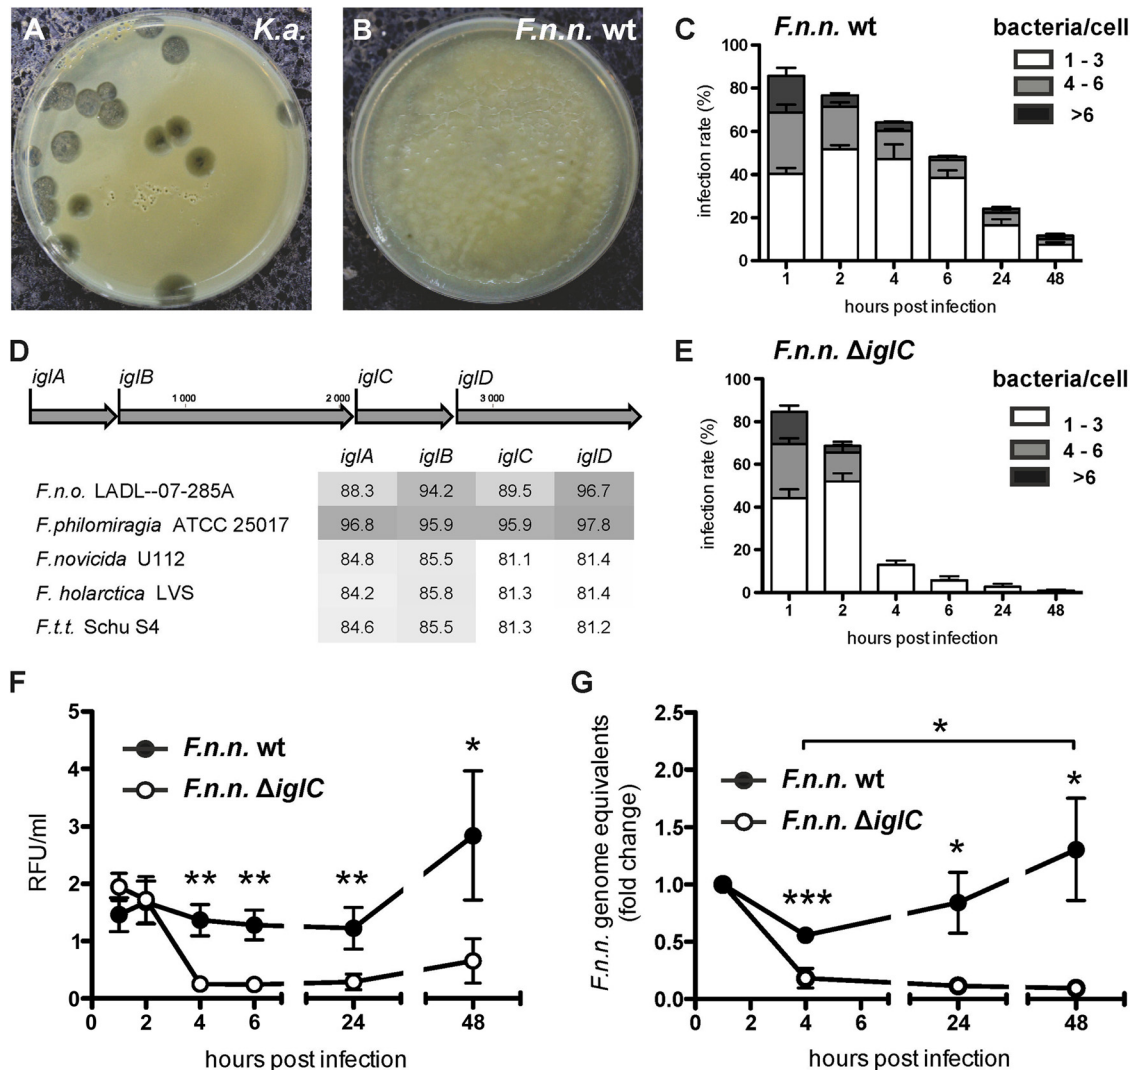 A
K.a.
B
F.n.n. wt
C
F.n.n. wt
bacteria/cell
1 - 3
4 - 6
>6
infection rate (%)
100
80
60
40
20
0
1 2 4 6 24 48
hours post infection
D
iglA iglB iglC iglD
1 000 2 000 3 000
iglA iglB iglC iglD
F.n.o. LADL--07-285A 88.3 94.2 89.5 96.7
F.philomiragia ATCC 25017 96.8 95.9 95.9 97.8
F.novicida U112 84.8 85.5 81.1 81.4
F. holarctica LVS 84.2 85.8 81.3 81.4
F.t.t. Schu S4 84.6 85.5 81.3 81.2
E
F.n.n. ΔiglC
bacteria/cell
1 - 3
4 - 6
>6
infection rate (%)
100
80
60
40
20
0
1 2 4 6 24 48
hours post infection
F
F.n.n. wt
F.n.n. ΔiglC
RFU/ml
5
4
3
2
1
0
** ** ** *
0 2 4 6 24 48
hours post infection
G
F.n.n. wt
F.n.n. ΔiglC
F.n.n. genome equivalents
(fold change)
2.5
2.0
1.5
1.0
0.5
0.0
*
*** * *
0 2 4 6 24 48
hours post infection